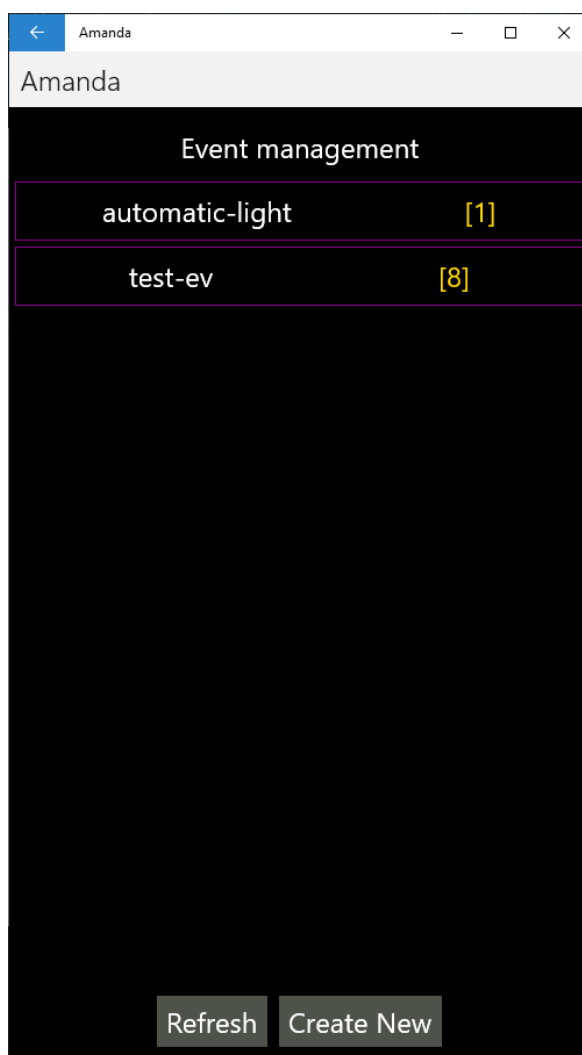 Amanda
Amanda
Event management
automatic-light [1]
test-ev [8]
Refresh Create New